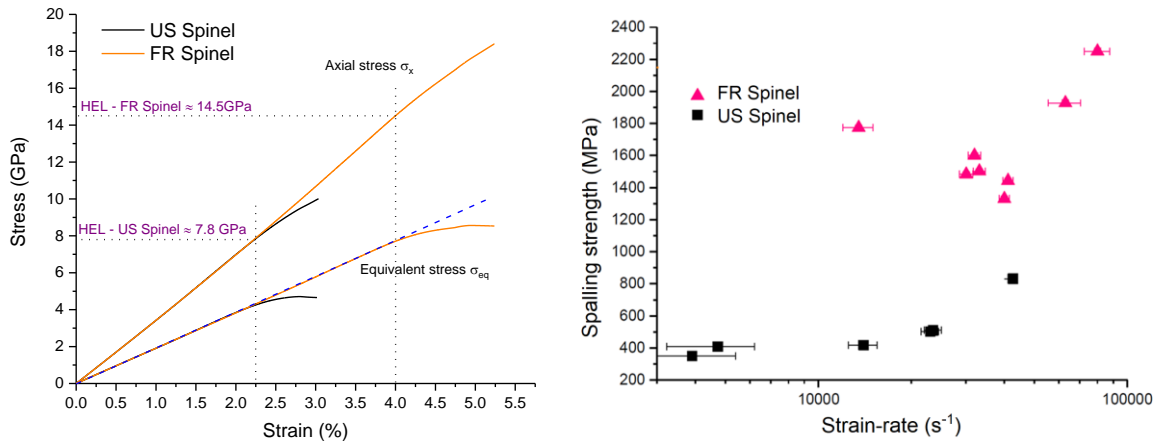 US Spinel
FR Spinel
Axial stress σx
HEL - FR Spinel ≈ 14.5GPa
HEL - US Spinel ≈ 7.8 GPa
Equivalent stress σeq
20
18
16
14
12
10
8
6
4
2
0
Stress (GPa)
0.0 0.5 1.0 1.5 2.0 2.5 3.0 3.5 4.0 4.5 5.0 5.5
Strain (%)
FR Spinel
US Spinel
2400
2200
2000
1800
1600
1400
1200
1000
800
600
400
200
Spalling strength (MPa)
10000 100000
Strain-rate (s⁻¹)